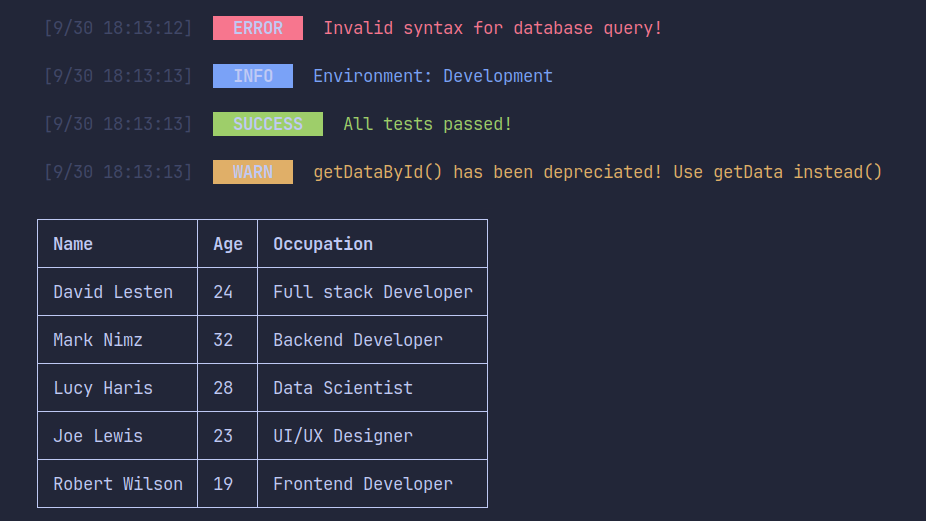 [9/30 18:13:12] ERROR Invalid syntax for database query!
[9/30 18:13:13] INFO Environment: Development
[9/30 18:13:13] SUCCESS All tests passed!
[9/30 18:13:13] WARN getDataById() has been depreciated! Use getData instead()
Name Age Occupation
David Lesten 24 Full stack Developer
Mark Nimz 32 Backend Developer
Lucy Haris 28 Data Scientist
Joe Lewis 23 UI/UX Designer
Robert Wilson 19 Frontend Developer